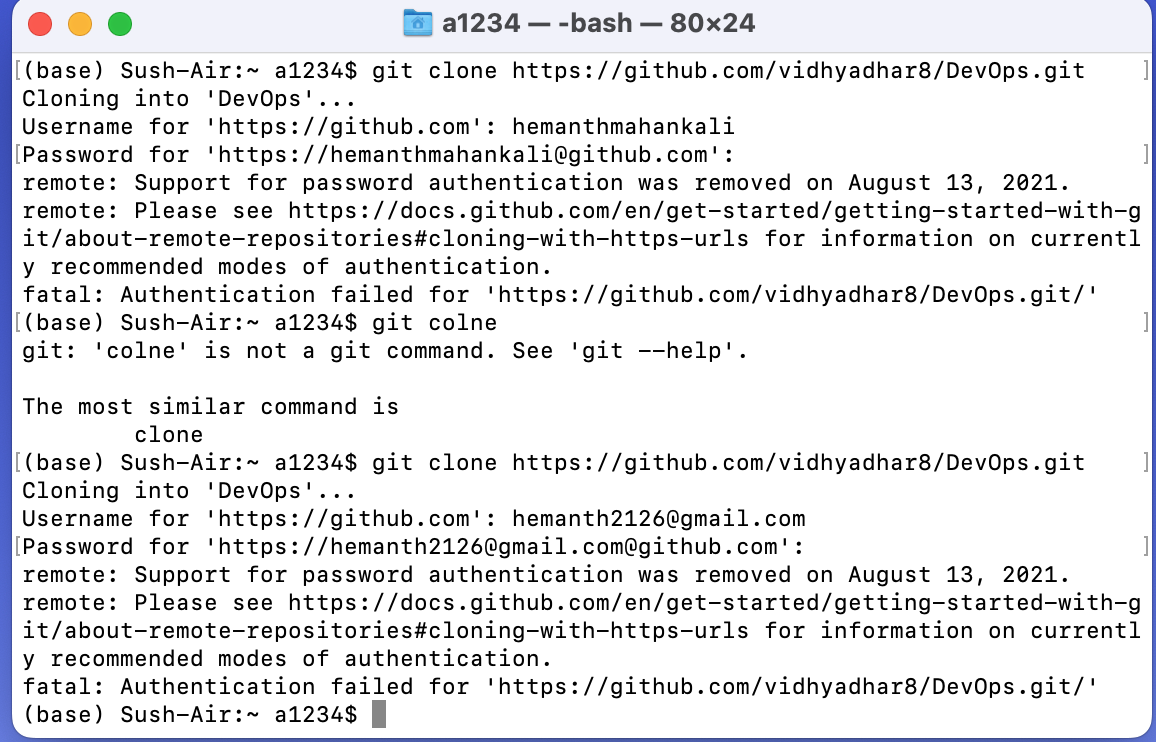 a1234 — -bash — 80×24
[(base) Sush-Air:~ a1234$ git clone https://github.com/vidhyadhar8/DevOps.git ]
Cloning into 'DevOps'...
Username for 'https://github.com': hemanthmahankali
[Password for 'https://hemanthmahankali@github.com': ]
remote: Support for password authentication was removed on August 13, 2021.
remote: Please see https://docs.github.com/en/get-started/getting-started-with-g
it/about-remote-repositories#cloning-with-https-urls for information on currentl
y recommended modes of authentication.
fatal: Authentication failed for 'https://github.com/vidhyadhar8/DevOps.git/'
[(base) Sush-Air:~ a1234$ git colne ]
git: 'colne' is not a git command. See 'git --help'.

The most similar command is
        clone
[(base) Sush-Air:~ a1234$ git clone https://github.com/vidhyadhar8/DevOps.git ]
Cloning into 'DevOps'...
Username for 'https://github.com': hemanth2126@gmail.com
[Password for 'https://hemanth2126@gmail.com@github.com': ]
remote: Support for password authentication was removed on August 13, 2021.
remote: Please see https://docs.github.com/en/get-started/getting-started-with-g
it/about-remote-repositories#cloning-with-https-urls for information on currentl
y recommended modes of authentication.
fatal: Authentication failed for 'https://github.com/vidhyadhar8/DevOps.git/'
(base) Sush-Air:~ a1234$